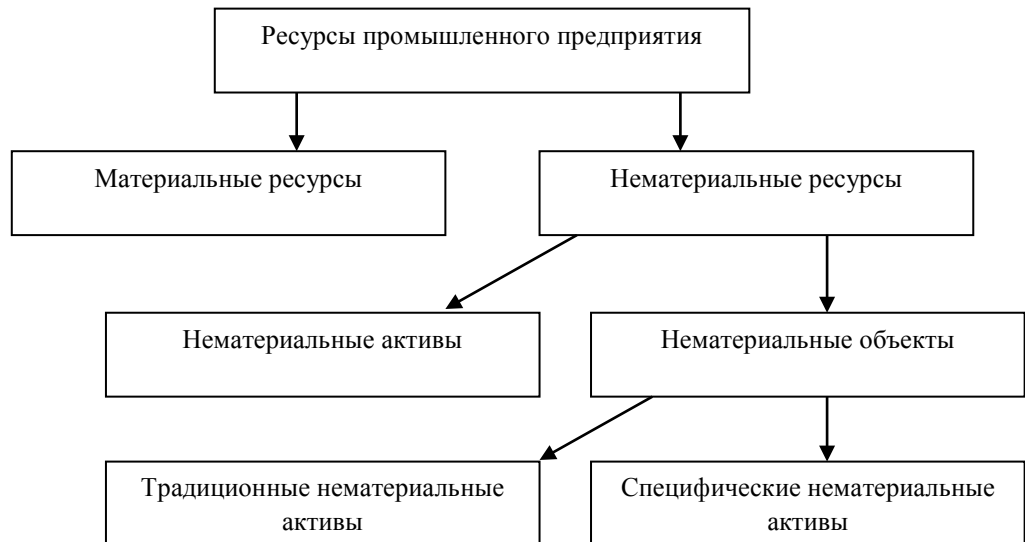 Ресурсы промышленного предприятия
Материальные ресурсы
Нематериальные ресурсы
Нематериальные активы
Нематериальные объекты
Традиционные нематериальные
активы
Специфические нематериальные
активы